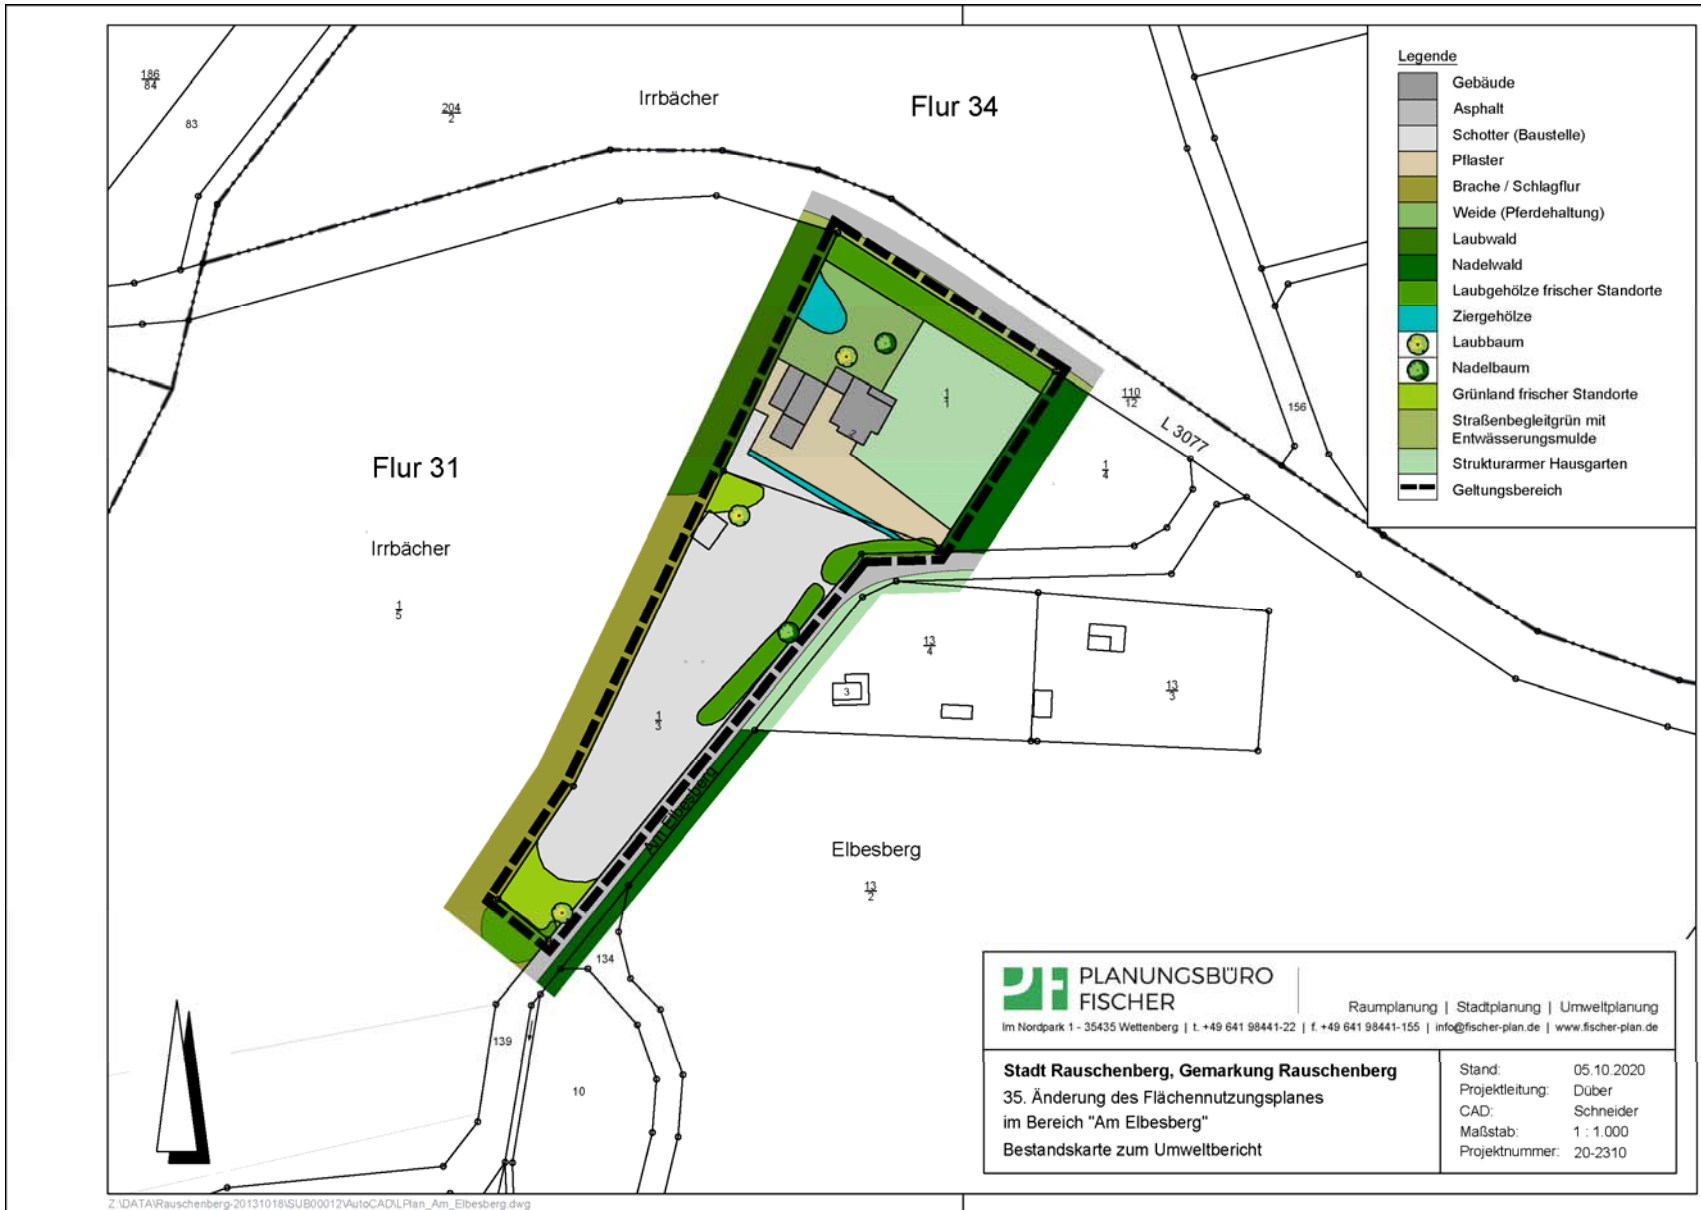 186
84
83
204
2
Irrbächer
Flur 34
Legende
Gebäude
Asphalt
Schotter (Baustelle)
Pflaster
Brache / Schlagflur
Weide (Pferdehaltung)
Laubwald
Nadelwald
Laubgehölze frischer Standorte
Ziergehölze
Laubbaum
Nadelbaum
Grünland frischer Standorte
Straßenbegleitgrün mit
Entwässerungsmulde
Strukturarmer Hausgarten
Geltungsbereich
1
1
110
12
156
L 3077
1
4
2
Flur 31
Irrbächer
1
5
13
4
3
13
3
1
3
Am Elbesberg
Elbesberg
13
2
134
139
10
PLANUNGSBÜRO
FISCHER
Raumplanung | Stadtplanung | Umweltplanung
Im Nordpark 1 - 35435 Wettenberg | t. +49 641 98441-22 | f. +49 641 98441-155 | info@fischer-plan.de | www.fischer-plan.de
Stadt Rauschenberg, Gemarkung Rauschenberg
35. Änderung des Flächennutzungsplanes
im Bereich "Am Elbesberg"
Bestandskarte zum Umweltbericht
Stand: 05.10.2020
Projektleitung: Düber
CAD: Schneider
Maßstab: 1 : 1.000
Projektnummer: 20-2310
Z:\DATA\Rauschenberg-20131018\SUB00012\AutoCAD\LPlan_Am_Elbesberg.dwg